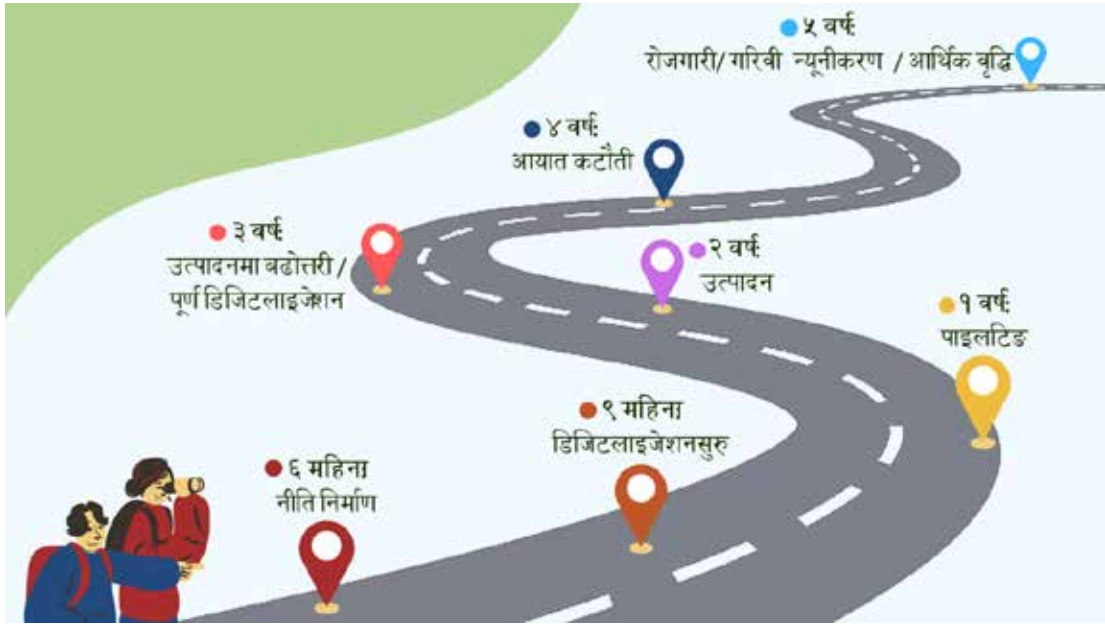 ५ वर्ष:
रोजगारी/ गरिवी न्यूनीकरण / आर्थिक वृद्धि
४ वर्ष:
आयात कटौती
३ वर्ष:
उत्पादनमा बढोत्तरी /
पूर्ण डिजिटलाइजेशन
२ वर्ष:
उत्पादन
१ वर्ष:
पाइलटिङ
९ महिना:
डिजिटलाइजेशनसुरु
६ महिना:
नीति निर्माण